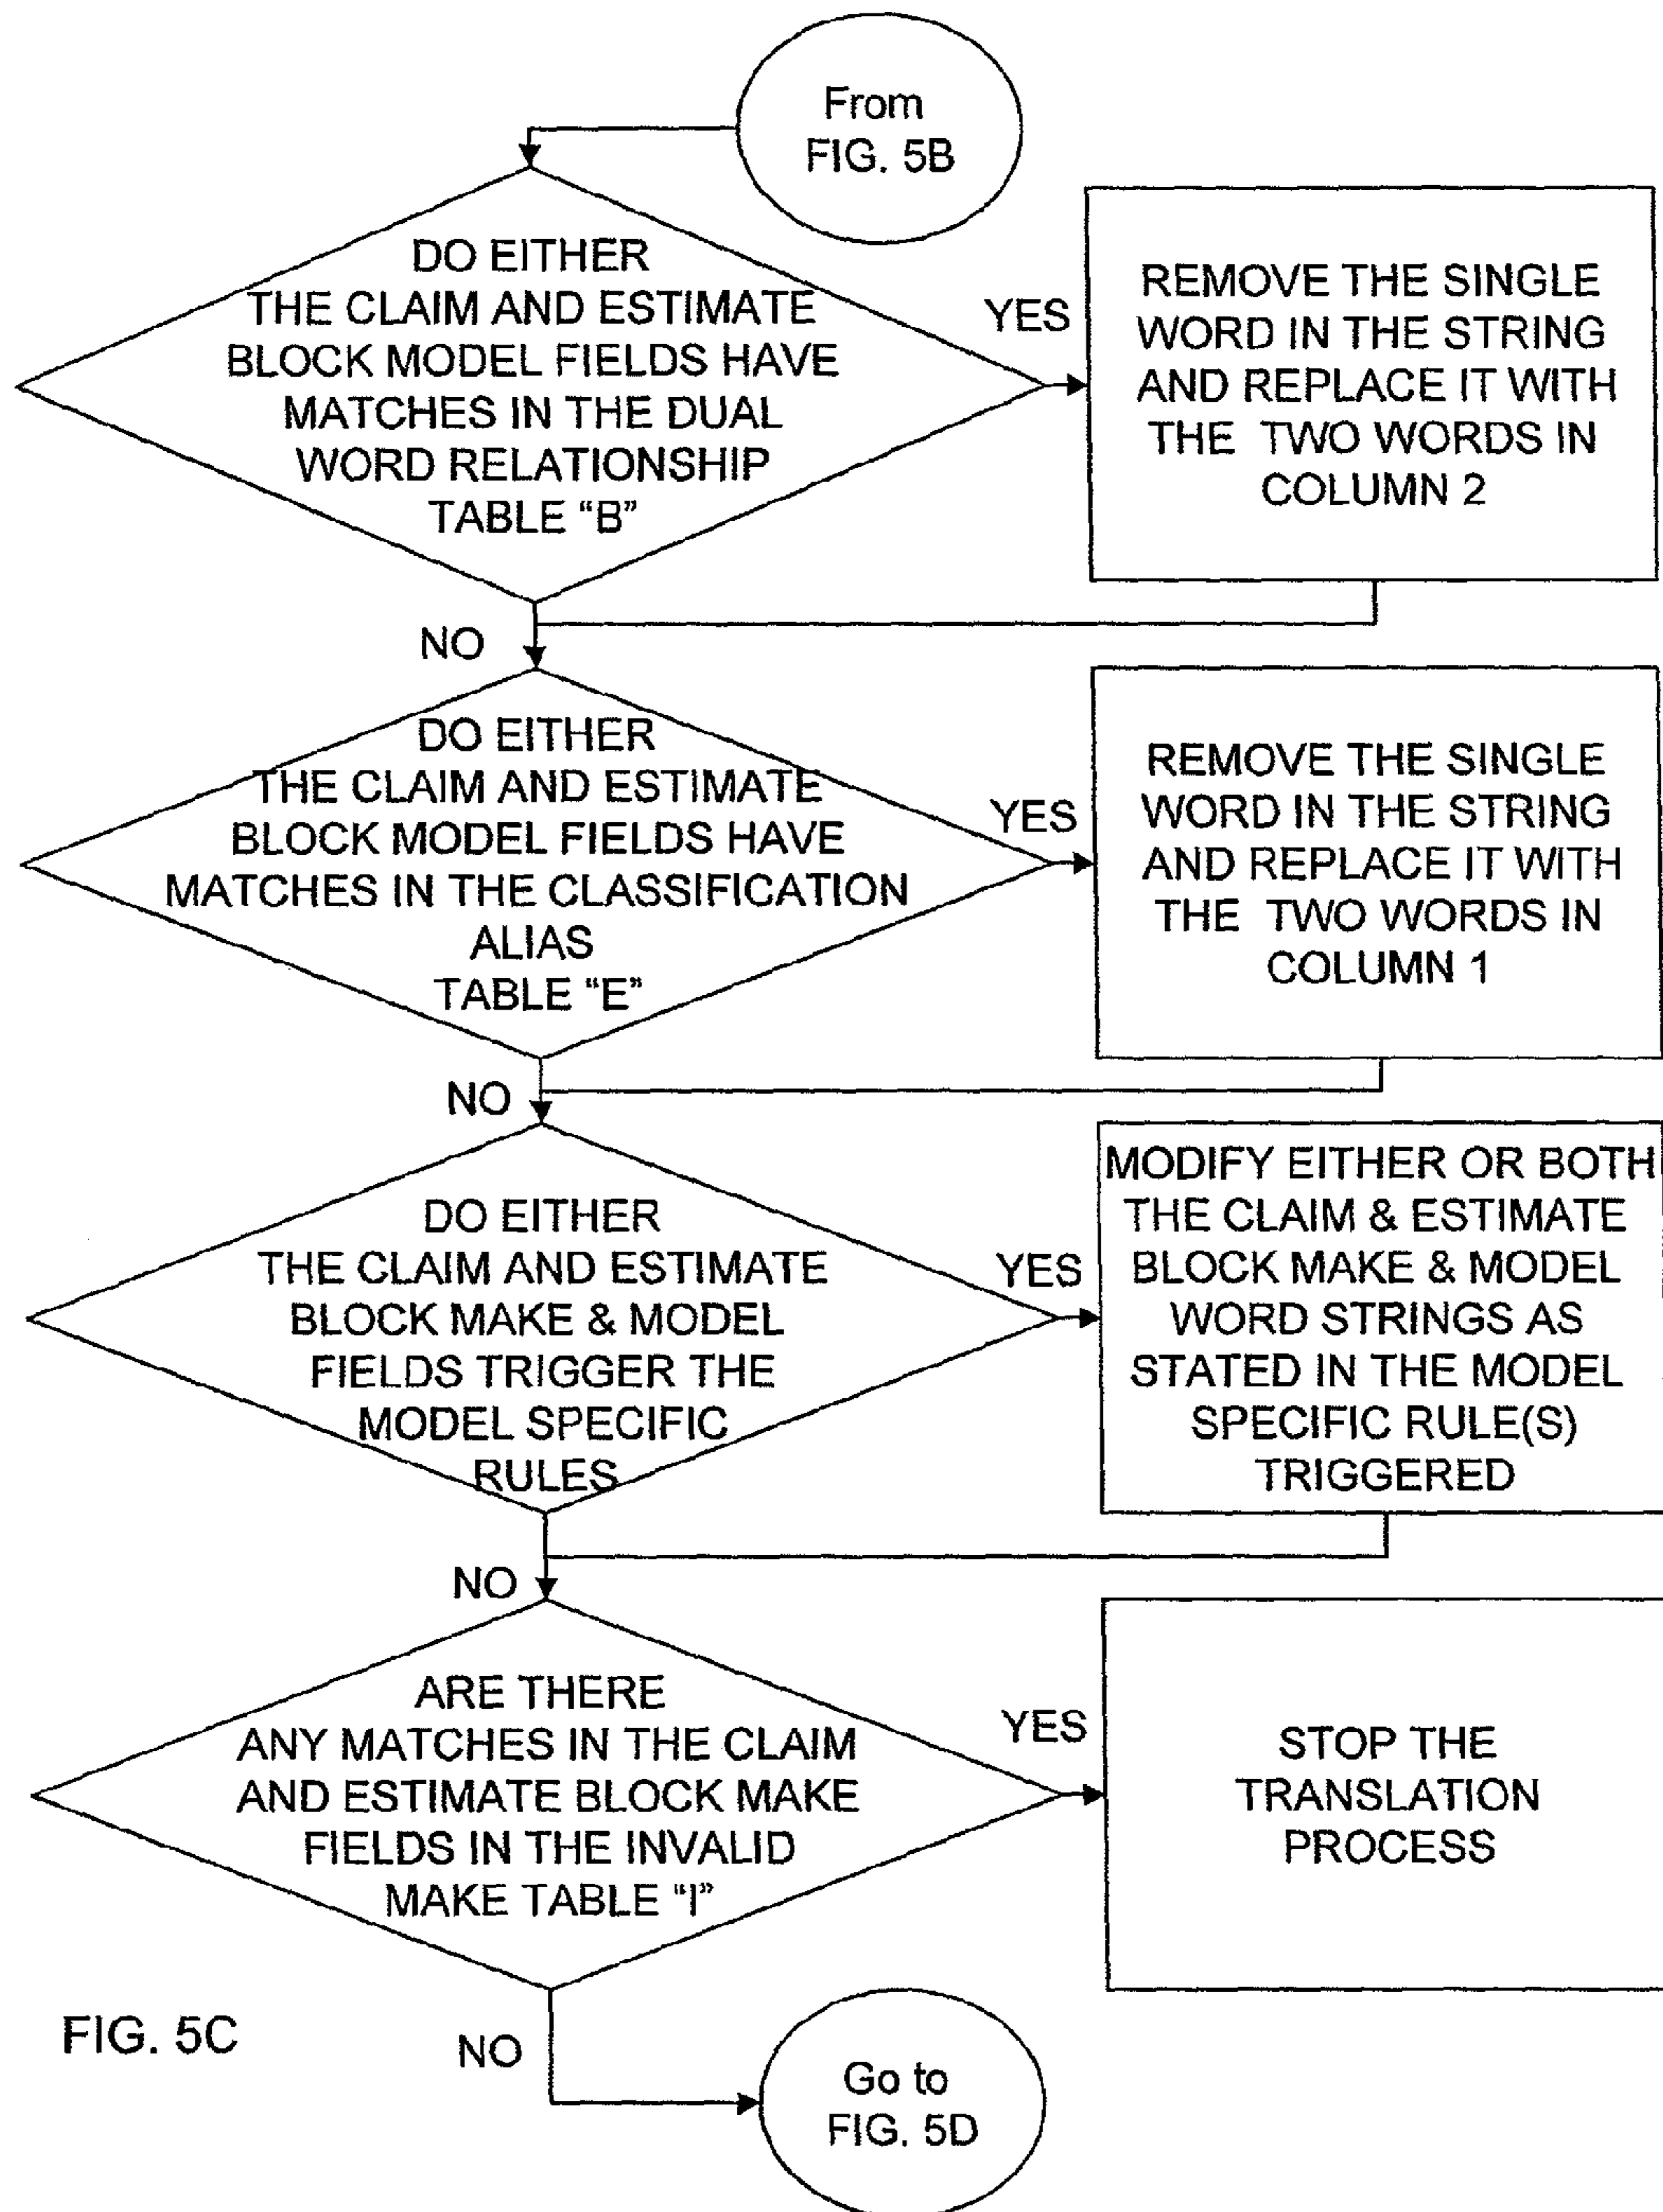 From
FIG. 5B
DO EITHER
THE CLAIM AND ESTIMATE
BLOCK MODEL FIELDS HAVE
MATCHES IN THE DUAL
WORD RELATIONSHIP
TABLE “B”
YES
REMOVE THE SINGLE
WORD IN THE STRING
AND REPLACE IT WITH
THE TWO WORDS IN
COLUMN 2
NO
DO EITHER
THE CLAIM AND ESTIMATE
BLOCK MODEL FIELDS HAVE
MATCHES IN THE CLASSIFICATION
ALIAS
TABLE “E”
YES
REMOVE THE SINGLE
WORD IN THE STRING
AND REPLACE IT WITH
THE TWO WORDS IN
COLUMN 1
NO
DO EITHER
THE CLAIM AND ESTIMATE
BLOCK MAKE & MODEL
FIELDS TRIGGER THE
MODEL SPECIFIC
RULES
YES
MODIFY EITHER OR BOTH
THE CLAIM & ESTIMATE
BLOCK MAKE & MODEL
WORD STRINGS AS
STATED IN THE MODEL
SPECIFIC RULE(S)
TRIGGERED
NO
ARE THERE
ANY MATCHES IN THE CLAIM
AND ESTIMATE BLOCK MAKE
FIELDS IN THE INVALID
MAKE TABLE “I”
YES
STOP THE
TRANSLATION
PROCESS
NO
Go to
FIG. 5D
FIG. 5C